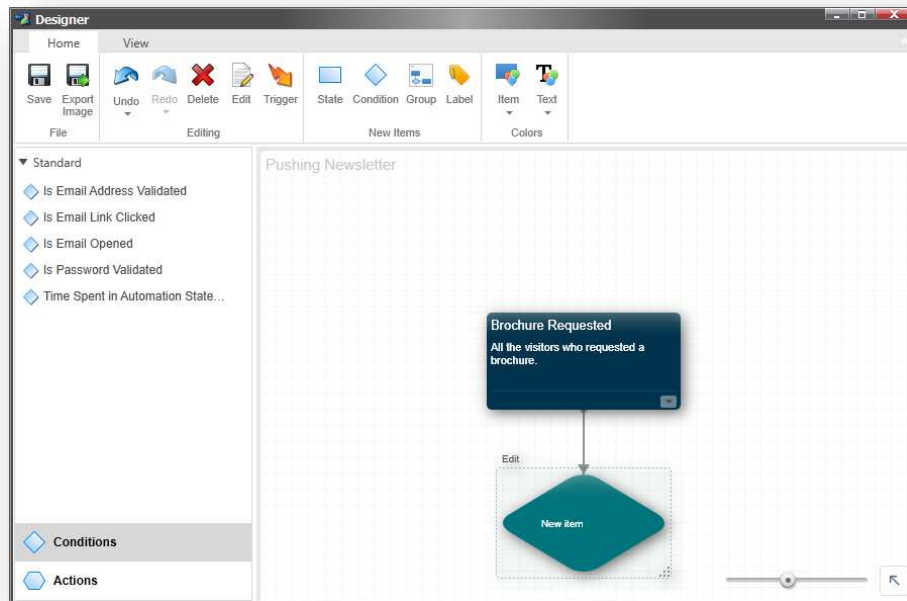 Designer
Home View
Save Export Image Undo Redo Delete Edit Trigger State Condition Group Label Item Text
File Editing New Items Colors
Standard
Is Email Address Validated
Is Email Link Clicked
Is Email Opened
Is Password Validated
Time Spent in Automation State...
Conditions
Actions
Pushing Newsletter
Brochure Requested
All the visitors who requested a
brochure.
Edit
New item